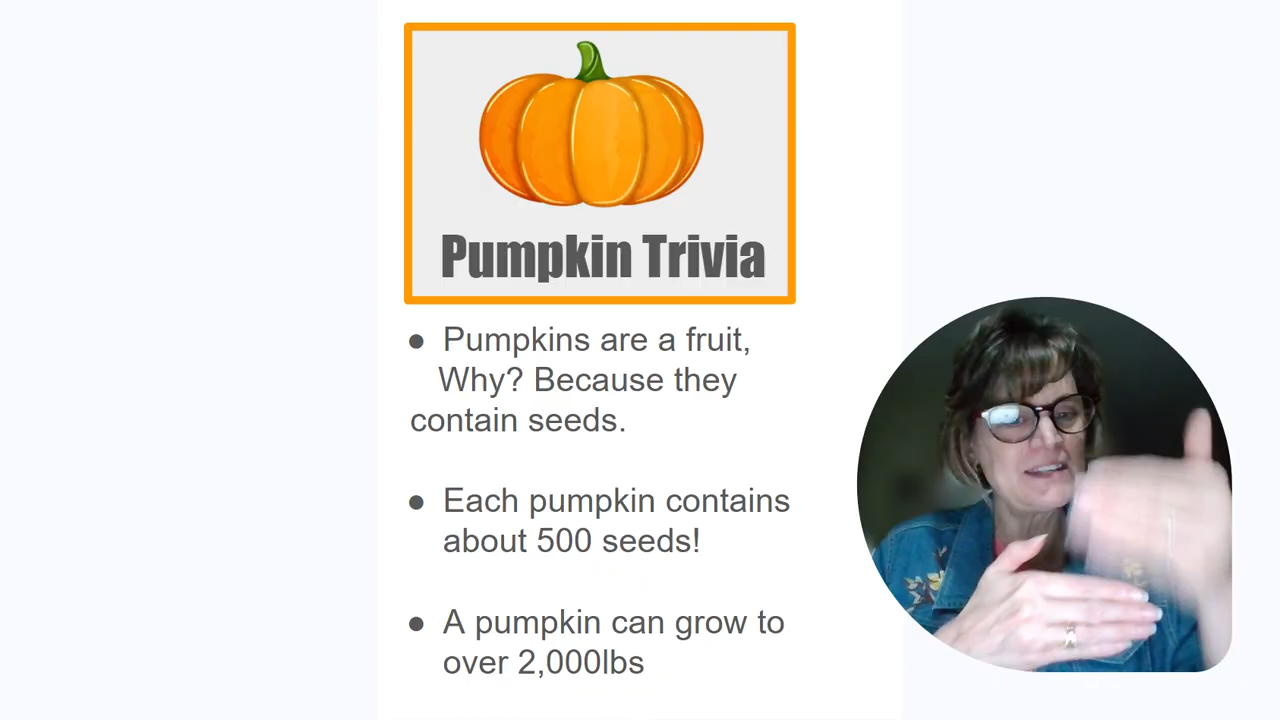 Pumpkin Trivia
● Pumpkins are a fruit,
Why? Because they
contain seeds.
● Each pumpkin contains
about 500 seeds!
● A pumpkin can grow to
over 2,000lbs